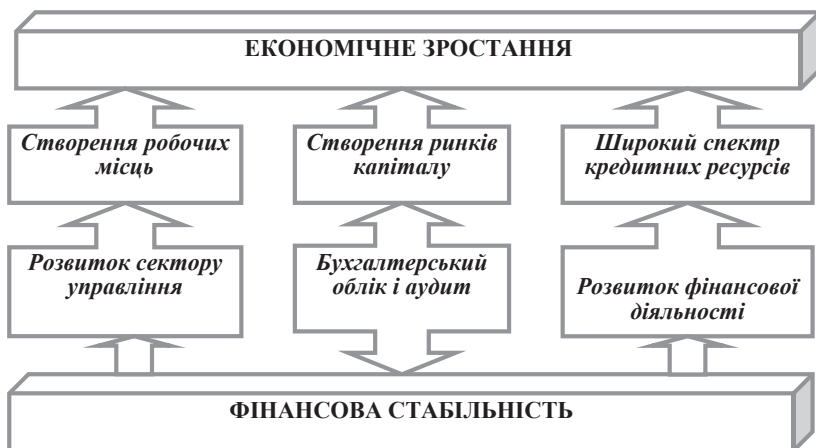 ЕКОНОМІЧНЕ ЗРОСТАННЯ
Створення робочих
місць
Створення ринків
капіталу
Широкий спектр
кредитних ресурсів
Розвиток сектору
управління
Бухгалтерський
облік і аудит
Розвиток фінансової
діяльності
ФІНАНСОВА СТАБІЛЬНІСТЬ